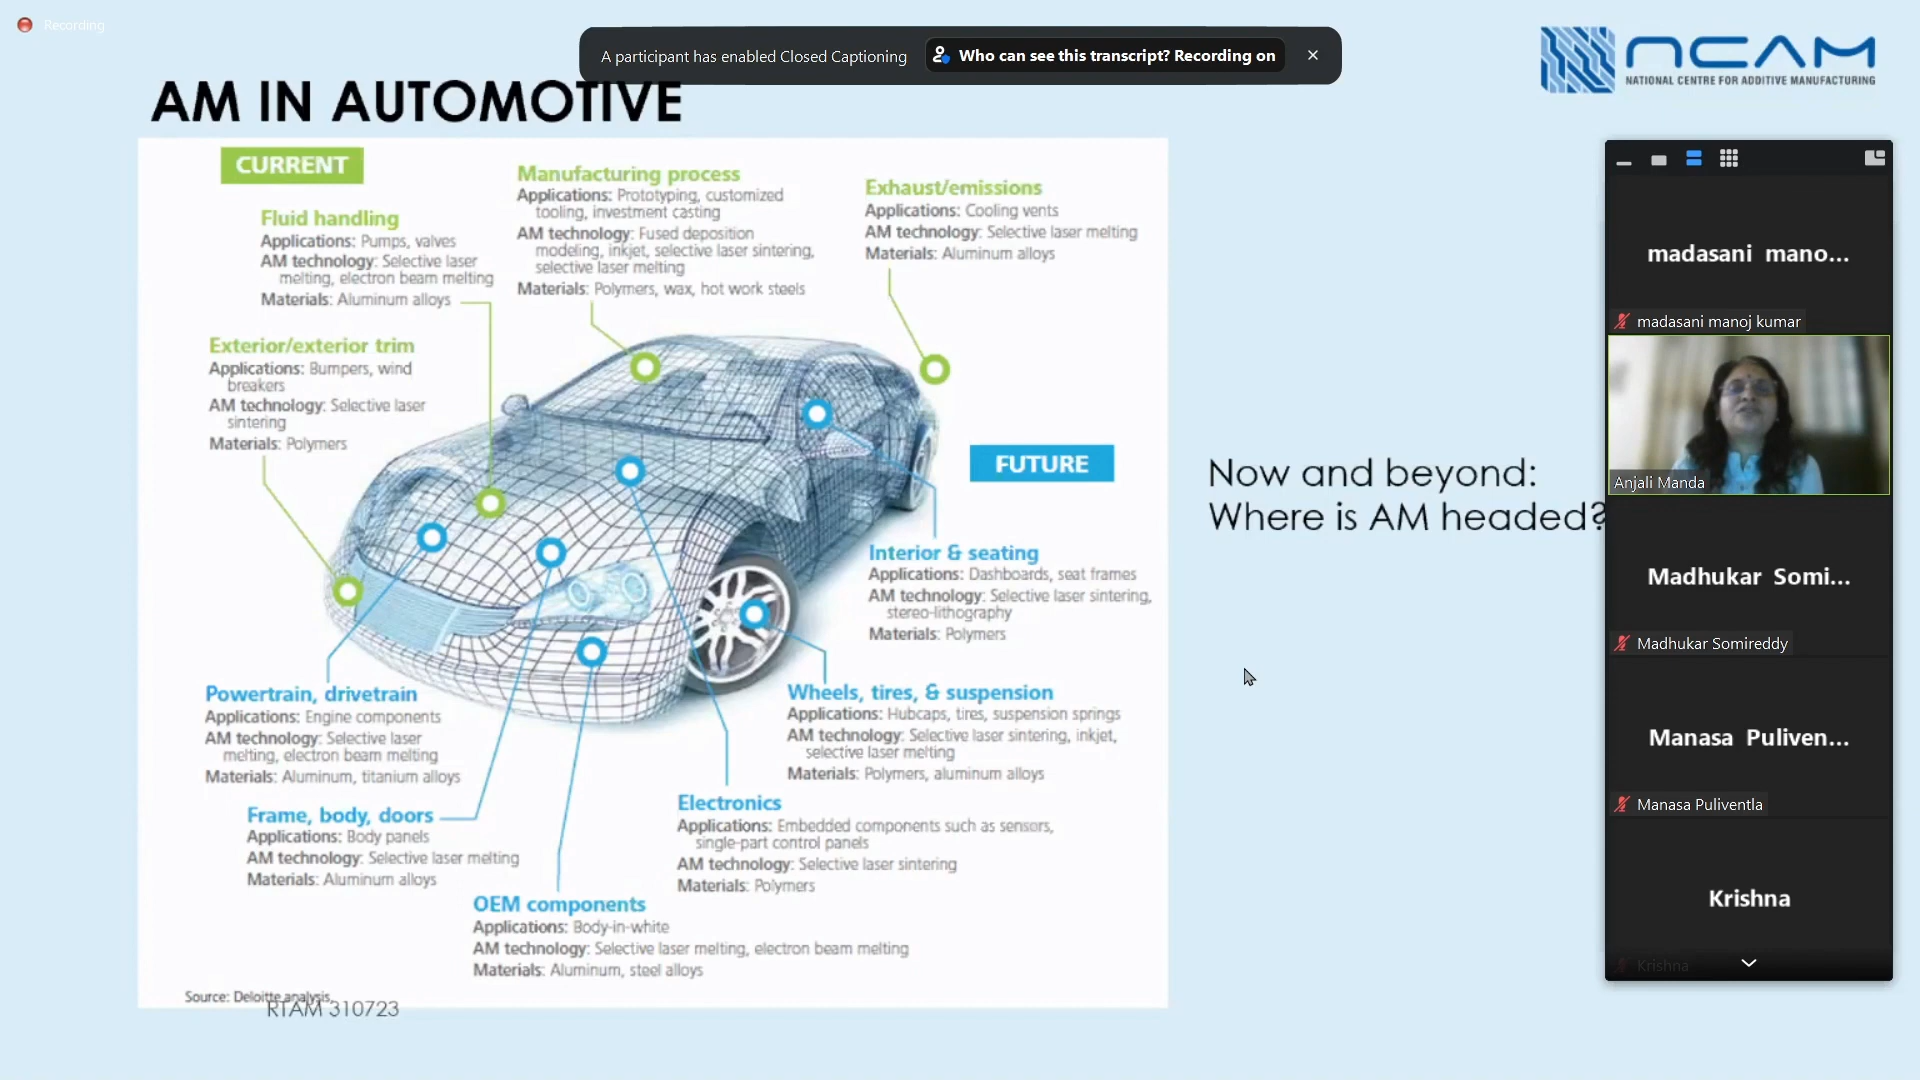 Recording
A participant has enabled Closed Captioning
Who can see this transcript? Recording on
NCAM
NATIONAL CENTRE FOR ADDITIVE MANUFACTURING
AM IN AUTOMOTIVE
CURRENT
Fluid handling
Applications: Pumps, valves
AM technology: Selective laser
melting, electron beam melting
Materials: Aluminum alloys
Manufacturing process
Applications: Prototyping, customized
tooling, investment casting
AM technology: Fused deposition
modeling, inkjet, selective laser sintering,
selective laser melting
Materials: Polymers, wax, hot work steels
Exhaust/emissions
Applications: Cooling vents
AM technology: Selective laser melting
Materials: Aluminum alloys
Exterior/exterior trim
Applications: Bumpers, wind
breakers
AM technology: Selective laser
sintering
Materials: Polymers
FUTURE
Interior & seating
Applications: Dashboards, seat frames
AM technology: Selective laser sintering,
stereo-lithography
Materials: Polymers
Powertrain, drivetrain
Applications: Engine components
AM technology: Selective laser
melting, electron beam melting
Materials: Aluminum, titanium alloys
Wheels, tires, & suspension
Applications: Hubcaps, tires, suspension springs
AM technology: Selective laser sintering, inkjet,
selective laser melting
Materials: Polymers, aluminum alloys
Frame, body, doors
Applications: Body panels
AM technology: Selective laser melting
Materials: Aluminum alloys
Electronics
Applications: Embedded components such as sensors,
single-part control panels
AM technology: Selective laser sintering
Materials: Polymers
OEM components
Applications: Body-in-white
AM technology: Selective laser melting, electron beam melting
Materials: Aluminum, steel alloys
Source: Deloitte analysis.
RTAM 310723
Now and beyond:
Where is AM headed?
madasani mano...
madasani manoj kumar
Anjali Manda
Madhukar Somi...
Madhukar Somireddy
Manasa Puliven...
Manasa Puliventla
Krishna
Krishna